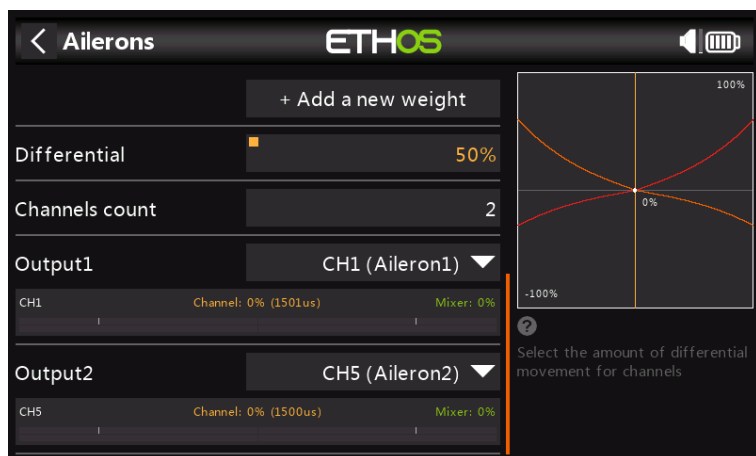 Ailerons
ETHOS
+ Add a new weight
Differential
50%
Channels count
2
Output1
CH1 (Aileron1)
CH1
Channel: 0% (1501us)
Mixer: 0%
Output2
CH5 (Aileron2)
CH5
Channel: 0% (1500us)
Mixer: 0%
100%
0%
-100%
?
Select the amount of differential
movement for channels